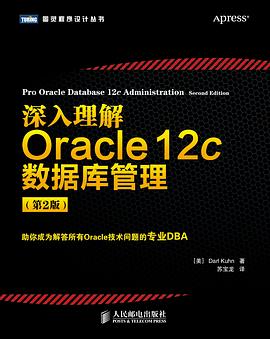 TURING 图灵程序设计丛书 Apress®
Pro Oracle Database 12c Administration Second Edition
深入理解
Oracle 12c
数据库管理
(第2版)
助你成为解答所有Oracle技术问题的专业DBA
[美] Darl Kuhn 著
苏宝龙 译
人民邮电出版社
POSTS & TELECOM PRESS